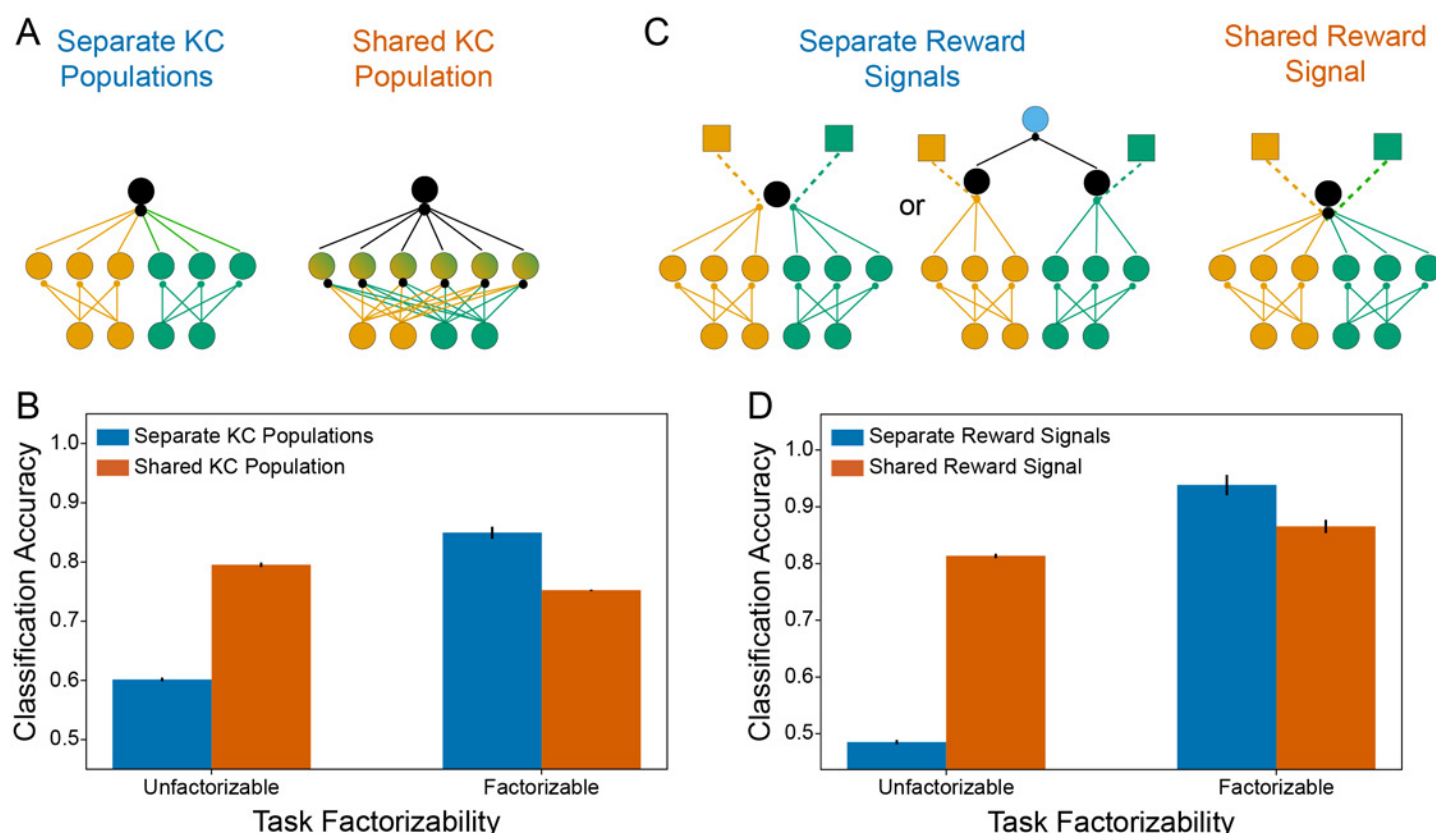 A
Separate KC
Populations
Shared KC
Population
B
Classification Accuracy
1.0
0.9
0.8
0.7
0.6
0.5
Separate KC Populations
Shared KC Population
Unfactorizable
Factorizable
Task Factorizability
C
Separate Reward
Signals
or
Shared Reward
Signal
D
Classification Accuracy
1.0
0.9
0.8
0.7
0.6
0.5
Separate Reward Signals
Shared Reward Signal
Unfactorizable
Factorizable
Task Factorizability